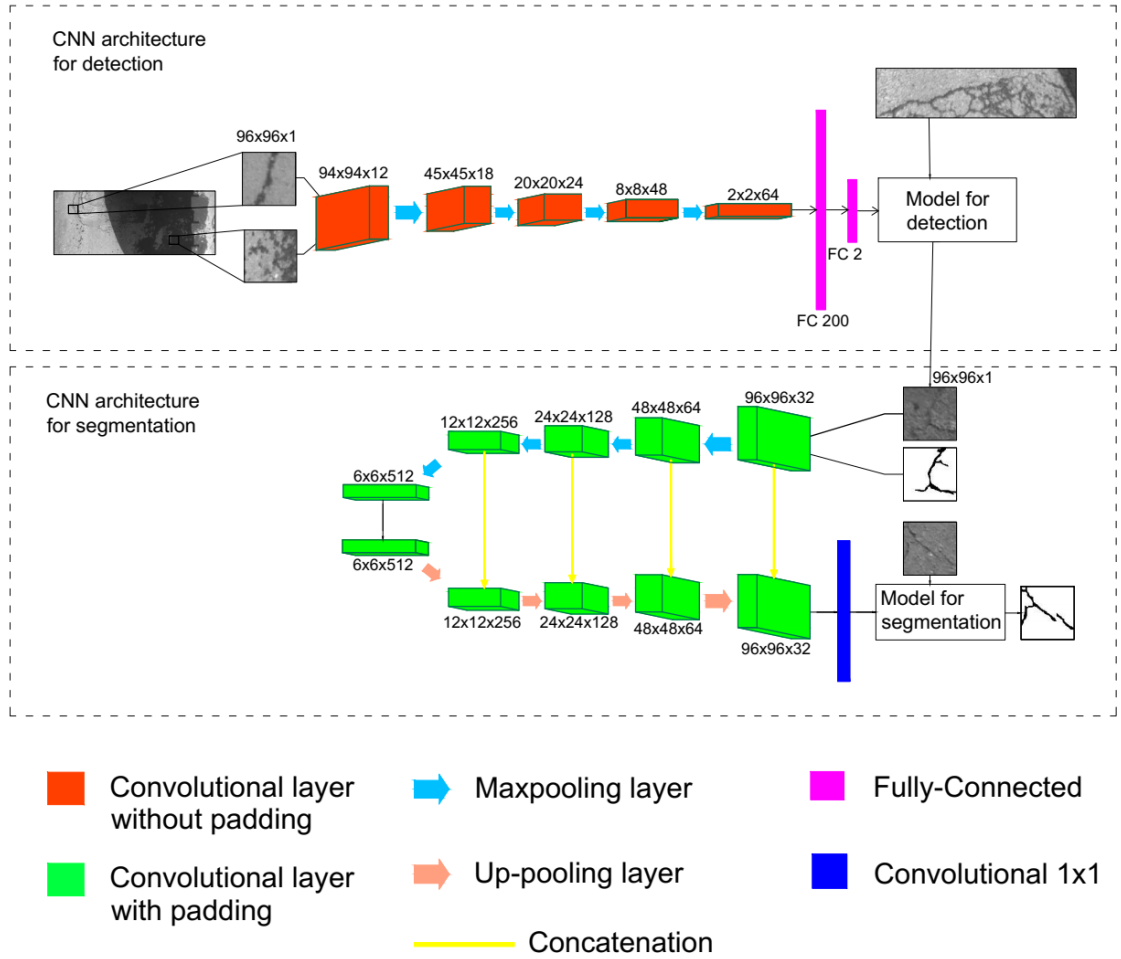 CNN architecture
for detection
96x96x1
94x94x12
45x45x18
20x20x24
8x8x48
2x2x64
FC 200
FC 2
Model for
detection
CNN architecture
for segmentation
96x96x1
12x12x256
24x24x128
48x48x64
96x96x32
6x6x512
6x6x512
12x12x256
24x24x128
48x48x64
96x96x32
Model for
segmentation
Convolutional layer
without padding
Maxpooling layer
Fully-Connected
Convolutional layer
with padding
Up-pooling layer
Convolutional 1x1
Concatenation